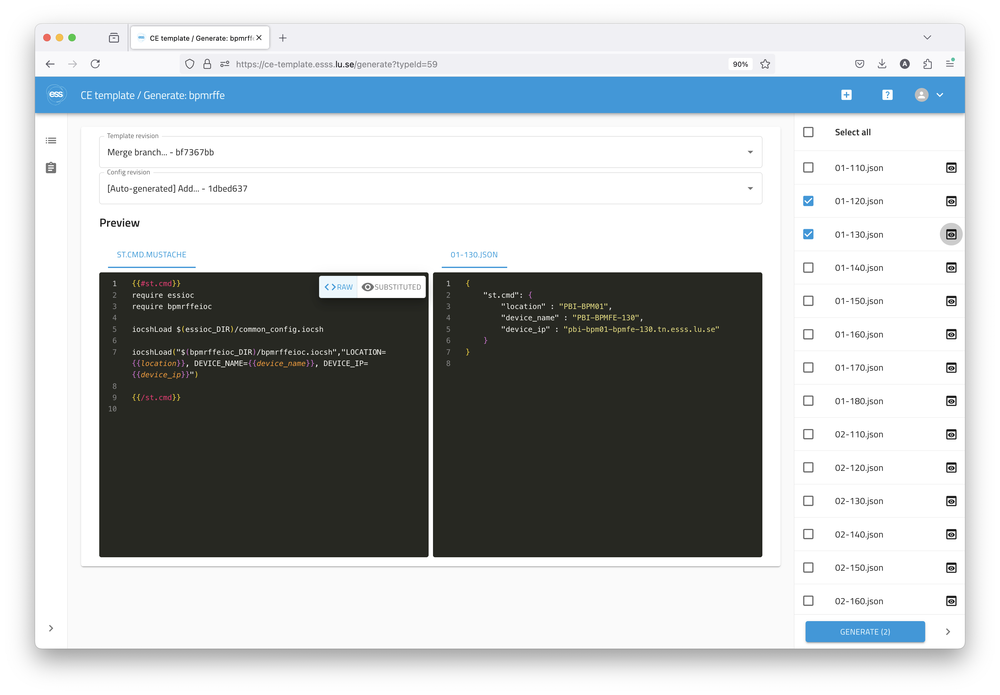 ess CE template / Generate: bpmrffe
https://ce-template.esss.lu.se/generate?typeId=59 90% A
ess CE template / Generate: bpmrffe ?
Template revision
Merge branch... - bf7367bb
Config revision
[Auto-generated] Add... - 1dbed637
Preview
ST.CMD.MUSTACHE
RAW SUBSTITUTED
1 {{#st.cmd}}
2 require essioc
3 require bpmrffeioc
4
5 iocshLoad $(essioc_DIR)/common_config.iocsh
6
7 iocshLoad("$(bpmrffeioc_DIR)/bpmrffeioc.iocsh","LOCATION=
{{location}}, DEVICE_NAME={{device_name}}, DEVICE_IP=
{{device_ip}}")
8
9 {{/st.cmd}}
10
01-130.JSON
1 {
2 "st.cmd": {
3 "location" : "PBI-BPM01",
4 "device_name" : "PBI-BPMFE-130",
5 "device_ip" : "pbi-bpm01-bpmfe-130.tn.esss.lu.se"
6 }
7 }
8
Select all
01-110.json
01-120.json
01-130.json
01-140.json
01-150.json
01-160.json
01-170.json
01-180.json
02-110.json
02-120.json
02-130.json
02-140.json
02-150.json
02-160.json
GENERATE (2)